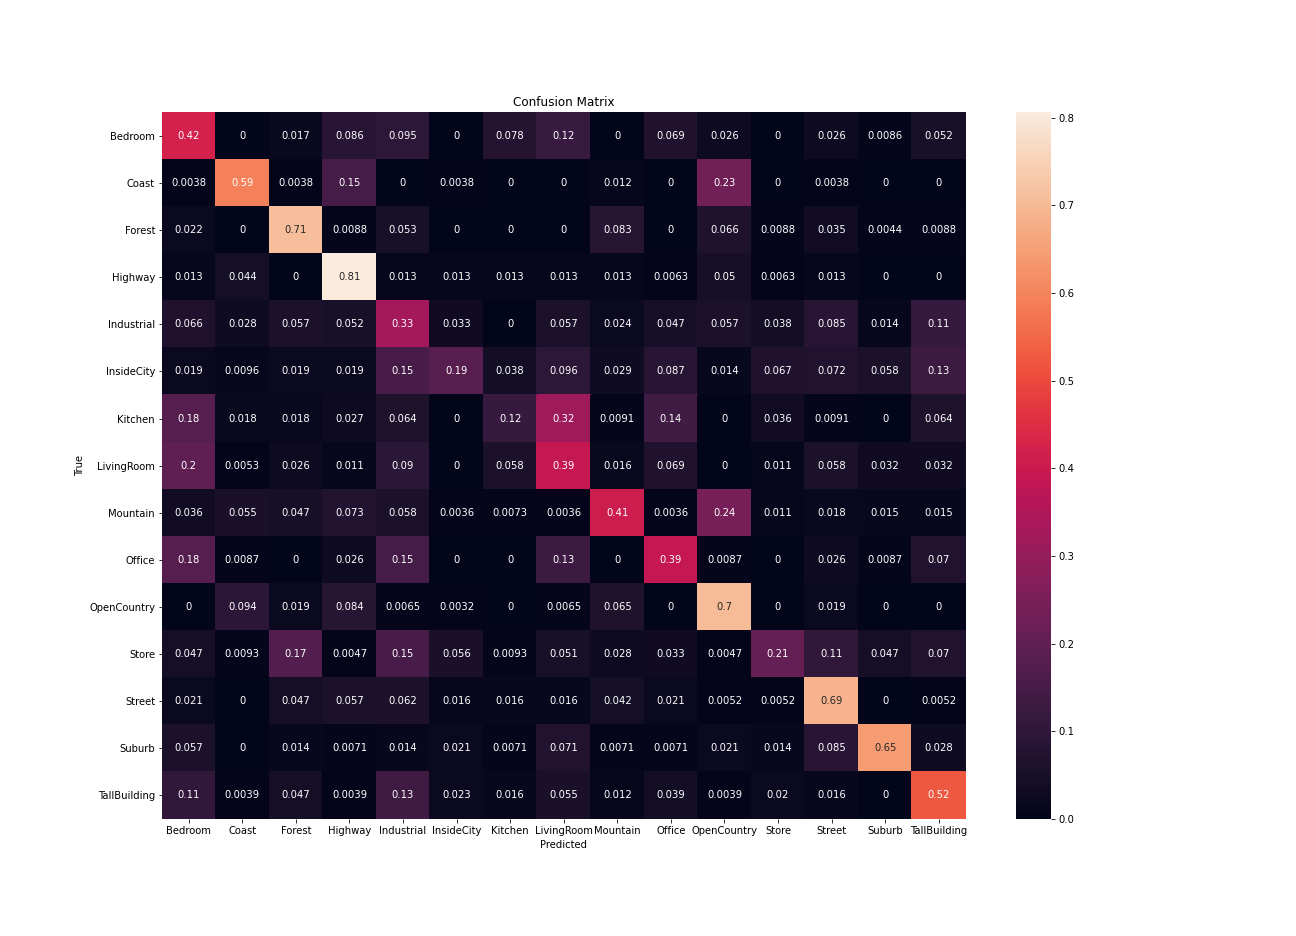 Confusion Matrix
Bedroom 0.42 0 0.017 0.086 0.095 0 0.078 0.12 0 0.069 0.026 0 0.026 0.0086 0.052
Coast 0.0038 0.59 0.0038 0.15 0 0.0038 0 0 0.012 0 0.23 0 0.0038 0 0
Forest 0.022 0 0.71 0.0088 0.053 0 0 0 0.083 0 0.066 0.0088 0.035 0.0044 0.0088
Highway 0.013 0.044 0 0.81 0.013 0.013 0.013 0.013 0.013 0.0063 0.05 0.0063 0.013 0 0
Industrial 0.066 0.028 0.057 0.052 0.33 0.033 0 0.057 0.024 0.047 0.057 0.038 0.085 0.014 0.11
InsideCity 0.019 0.0096 0.019 0.019 0.15 0.19 0.038 0.096 0.029 0.087 0.014 0.067 0.072 0.058 0.13
Kitchen 0.18 0.018 0.018 0.027 0.064 0 0.12 0.32 0.0091 0.14 0 0.036 0.0091 0 0.064
LivingRoom 0.2 0.0053 0.026 0.011 0.09 0 0.058 0.39 0.016 0.069 0 0.011 0.058 0.032 0.032
Mountain 0.036 0.055 0.047 0.073 0.058 0.0036 0.0073 0.0036 0.41 0.0036 0.24 0.011 0.018 0.015 0.015
Office 0.18 0.0087 0 0.026 0.15 0 0 0.13 0 0.39 0.0087 0 0.026 0.0087 0.07
OpenCountry 0 0.094 0.019 0.084 0.0065 0.0032 0 0.0065 0.065 0 0.7 0 0.019 0 0
Store 0.047 0.0093 0.17 0.0047 0.15 0.056 0.0093 0.051 0.028 0.033 0.0047 0.21 0.11 0.047 0.07
Street 0.021 0 0.047 0.057 0.062 0.016 0.016 0.016 0.042 0.021 0.0052 0.0052 0.69 0 0.0052
Suburb 0.057 0 0.014 0.0071 0.014 0.021 0.0071 0.071 0.0071 0.0071 0.021 0.014 0.085 0.65 0.028
TallBuilding 0.11 0.0039 0.047 0.0039 0.13 0.023 0.016 0.055 0.012 0.039 0.0039 0.02 0.016 0 0.52
Bedroom Coast Forest Highway Industrial InsideCity Kitchen LivingRoom Mountain Office OpenCountry Store Street Suburb TallBuilding
Predicted
True
0.8
0.7
0.6
0.5
0.4
0.3
0.2
0.1
0.0